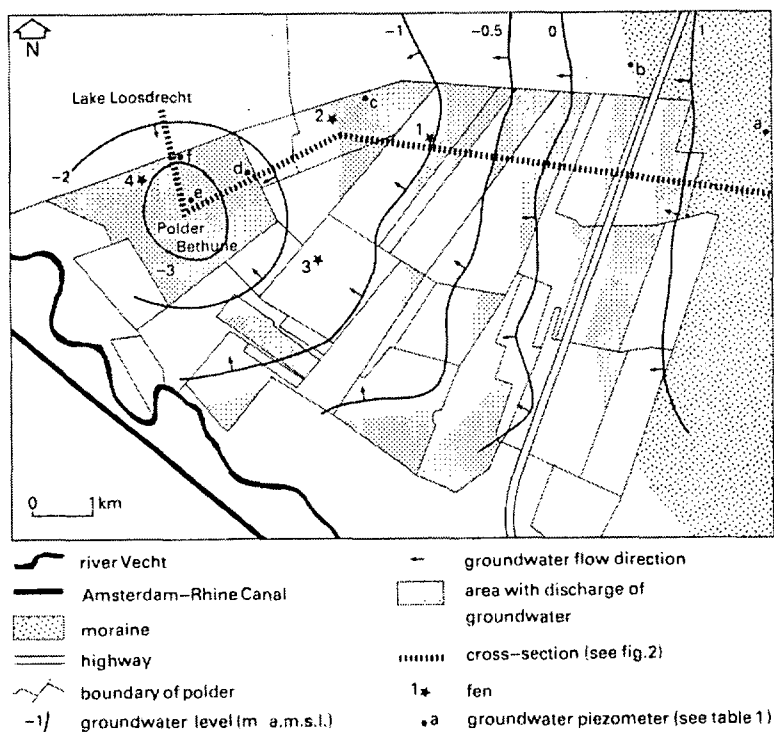 N
-1
-0.5
0
1
b
a
Lake Loosdrecht
c
2
1
f
-2
4
d
e
Polder
Bethune
-3
3
0 1 km
river Vecht
Amsterdam-Rhine Canal
moraine
highway
boundary of polder
-1/ groundwater level (m a.m.s.l.)
groundwater flow direction
area with discharge of
groundwater
cross-section (see fig.2)
1 fen
a groundwater piezometer (see table 1)